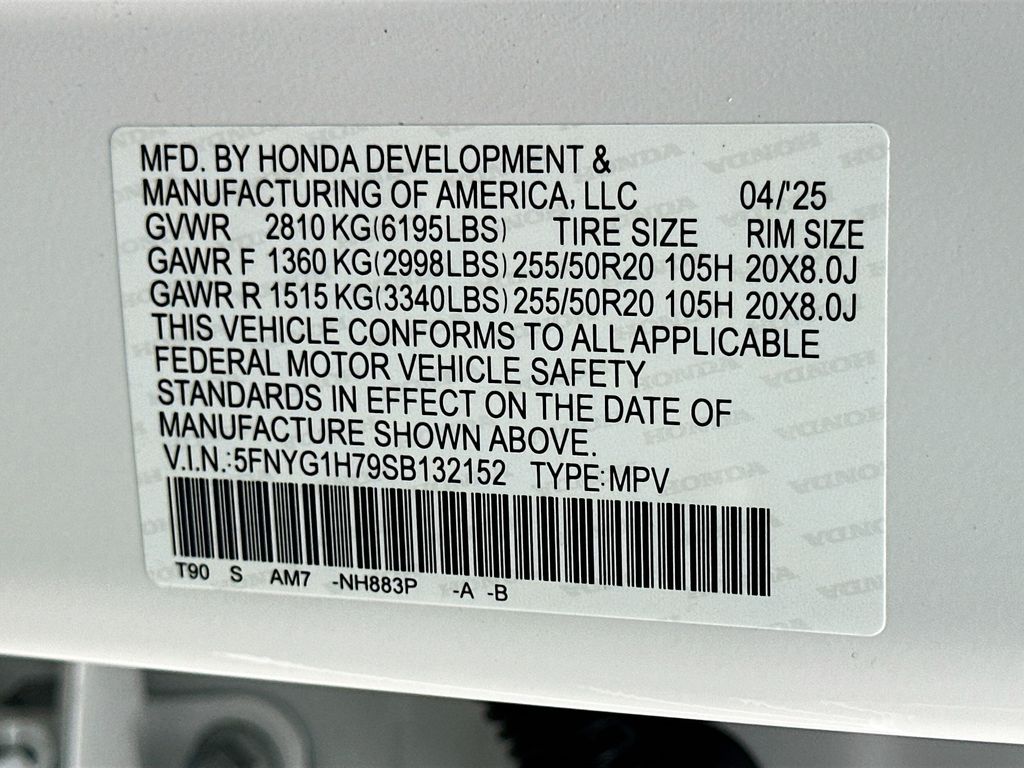 MFD. BY HONDA DEVELOPMENT &
MANUFACTURING OF AMERICA, LLC 04/'25
GVWR 2810 KG(6195LBS) TIRE SIZE RIM SIZE
GAWR F 1360 KG(2998LBS) 255/50R20 105H 20X8.0J
GAWR R 1515 KG(3340LBS) 255/50R20 105H 20X8.0J
THIS VEHICLE CONFORMS TO ALL APPLICABLE
FEDERAL MOTOR VEHICLE SAFETY
STANDARDS IN EFFECT ON THE DATE OF
MANUFACTURE SHOWN ABOVE.
V.I.N.:5FNYG1H79SB132152 TYPE:MPV
T90 S AM7 -NH883P -A -B